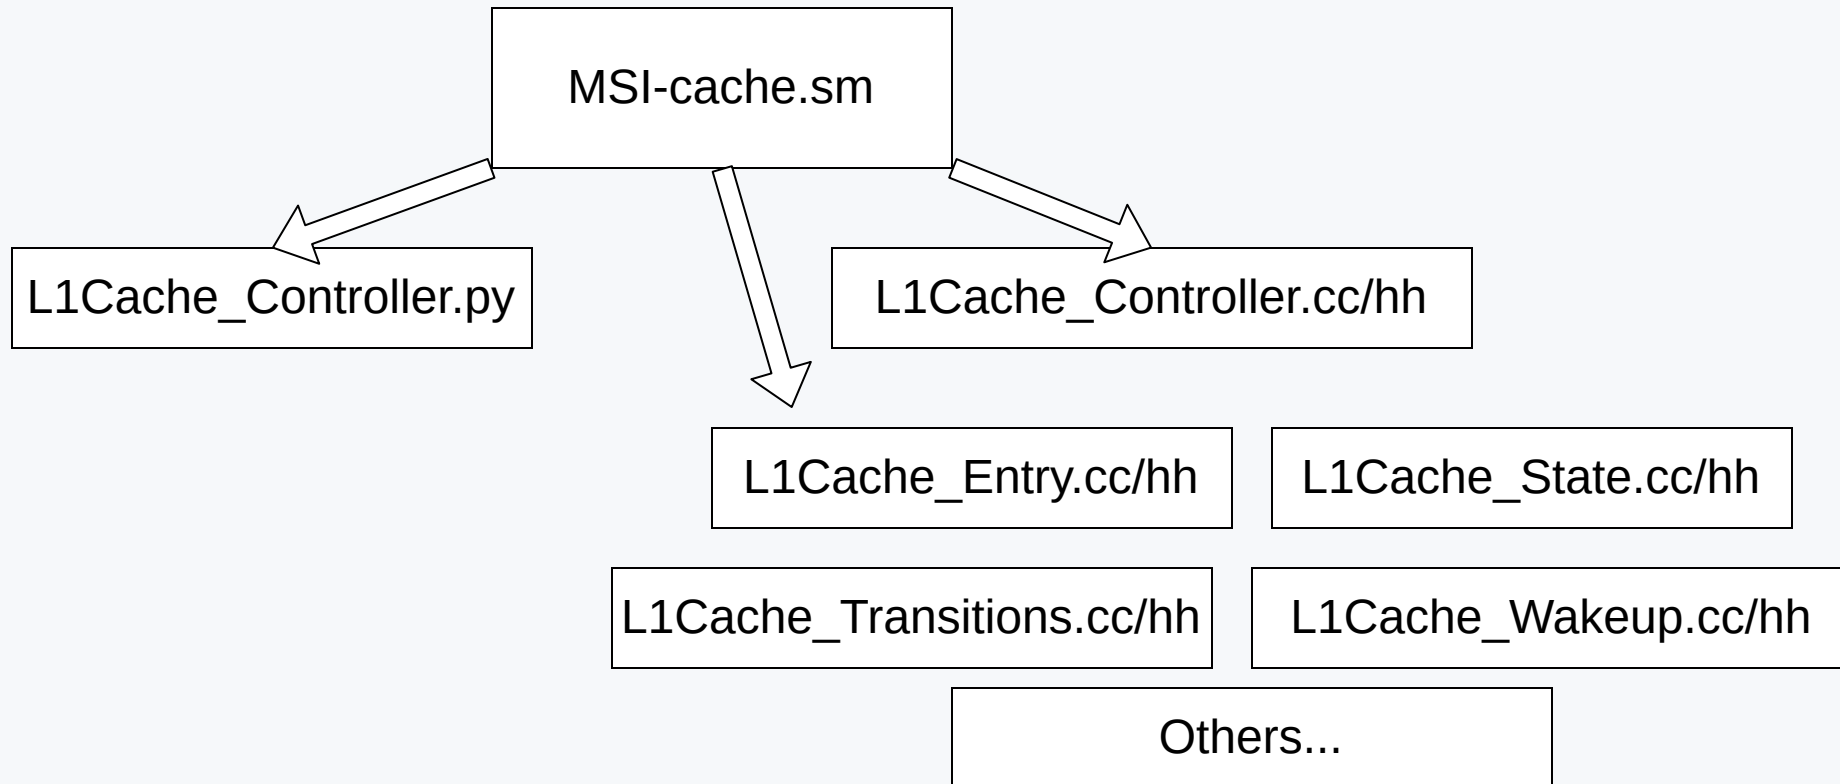 MSI-cache.sm
L1Cache_Controller.py
L1Cache_Controller.cc/hh
L1Cache_Entry.cc/hh
L1Cache_State.cc/hh
L1Cache_Transitions.cc/hh
L1Cache_Wakeup.cc/hh
Others...